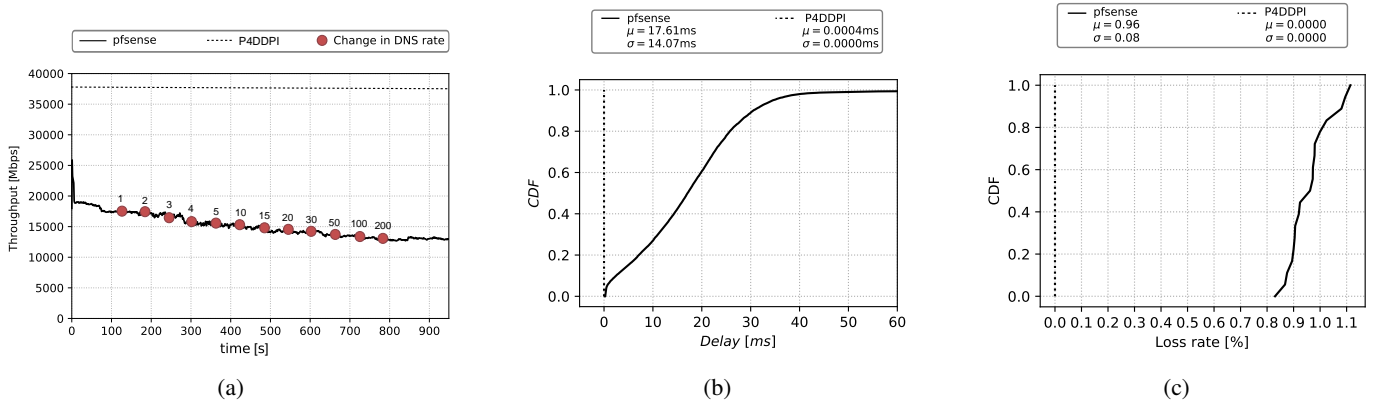 pfsense P4DDPI Change in DNS rate
40000
35000
30000
25000
20000
15000
10000
5000
0
Throughput [Mbps]
1 2 3 4 5 10 15 20 30 50 100 200
0 100 200 300 400 500 600 700 800 900
time [s]
(a)
pfsense P4DDPI
μ = 17.61ms μ = 0.0004ms
σ = 14.07ms σ = 0.0000ms
1.0
0.8
0.6
0.4
0.2
0.0
CDF
0 10 20 30 40 50 60
Delay [ms]
(b)
pfsense P4DDPI
μ = 0.96 μ = 0.0000
σ = 0.08 σ = 0.0000
1.0
0.8
0.6
0.4
0.2
0.0
CDF
0.0 0.1 0.2 0.3 0.4 0.5 0.6 0.7 0.8 0.9 1.0 1.1
Loss rate [%]
(c)